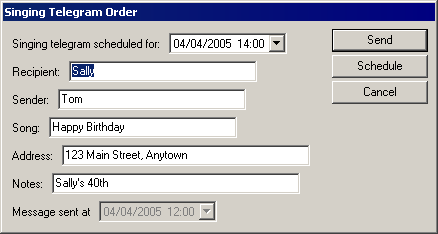 Singing Telegram Order
Singing telegram scheduled for: 04/04/2005 14:00
Send
Recipient: Sally
Schedule
Sender: Tom
Cancel
Song: Happy Birthday
Address: 123 Main Street, Anytown
Notes: Sally's 40th
Message sent at 04/04/2005 12:00